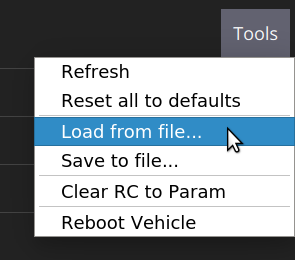 Tools
Refresh
Reset all to defaults
Load from file...
Save to file...
Clear RC to Param
Reboot Vehicle